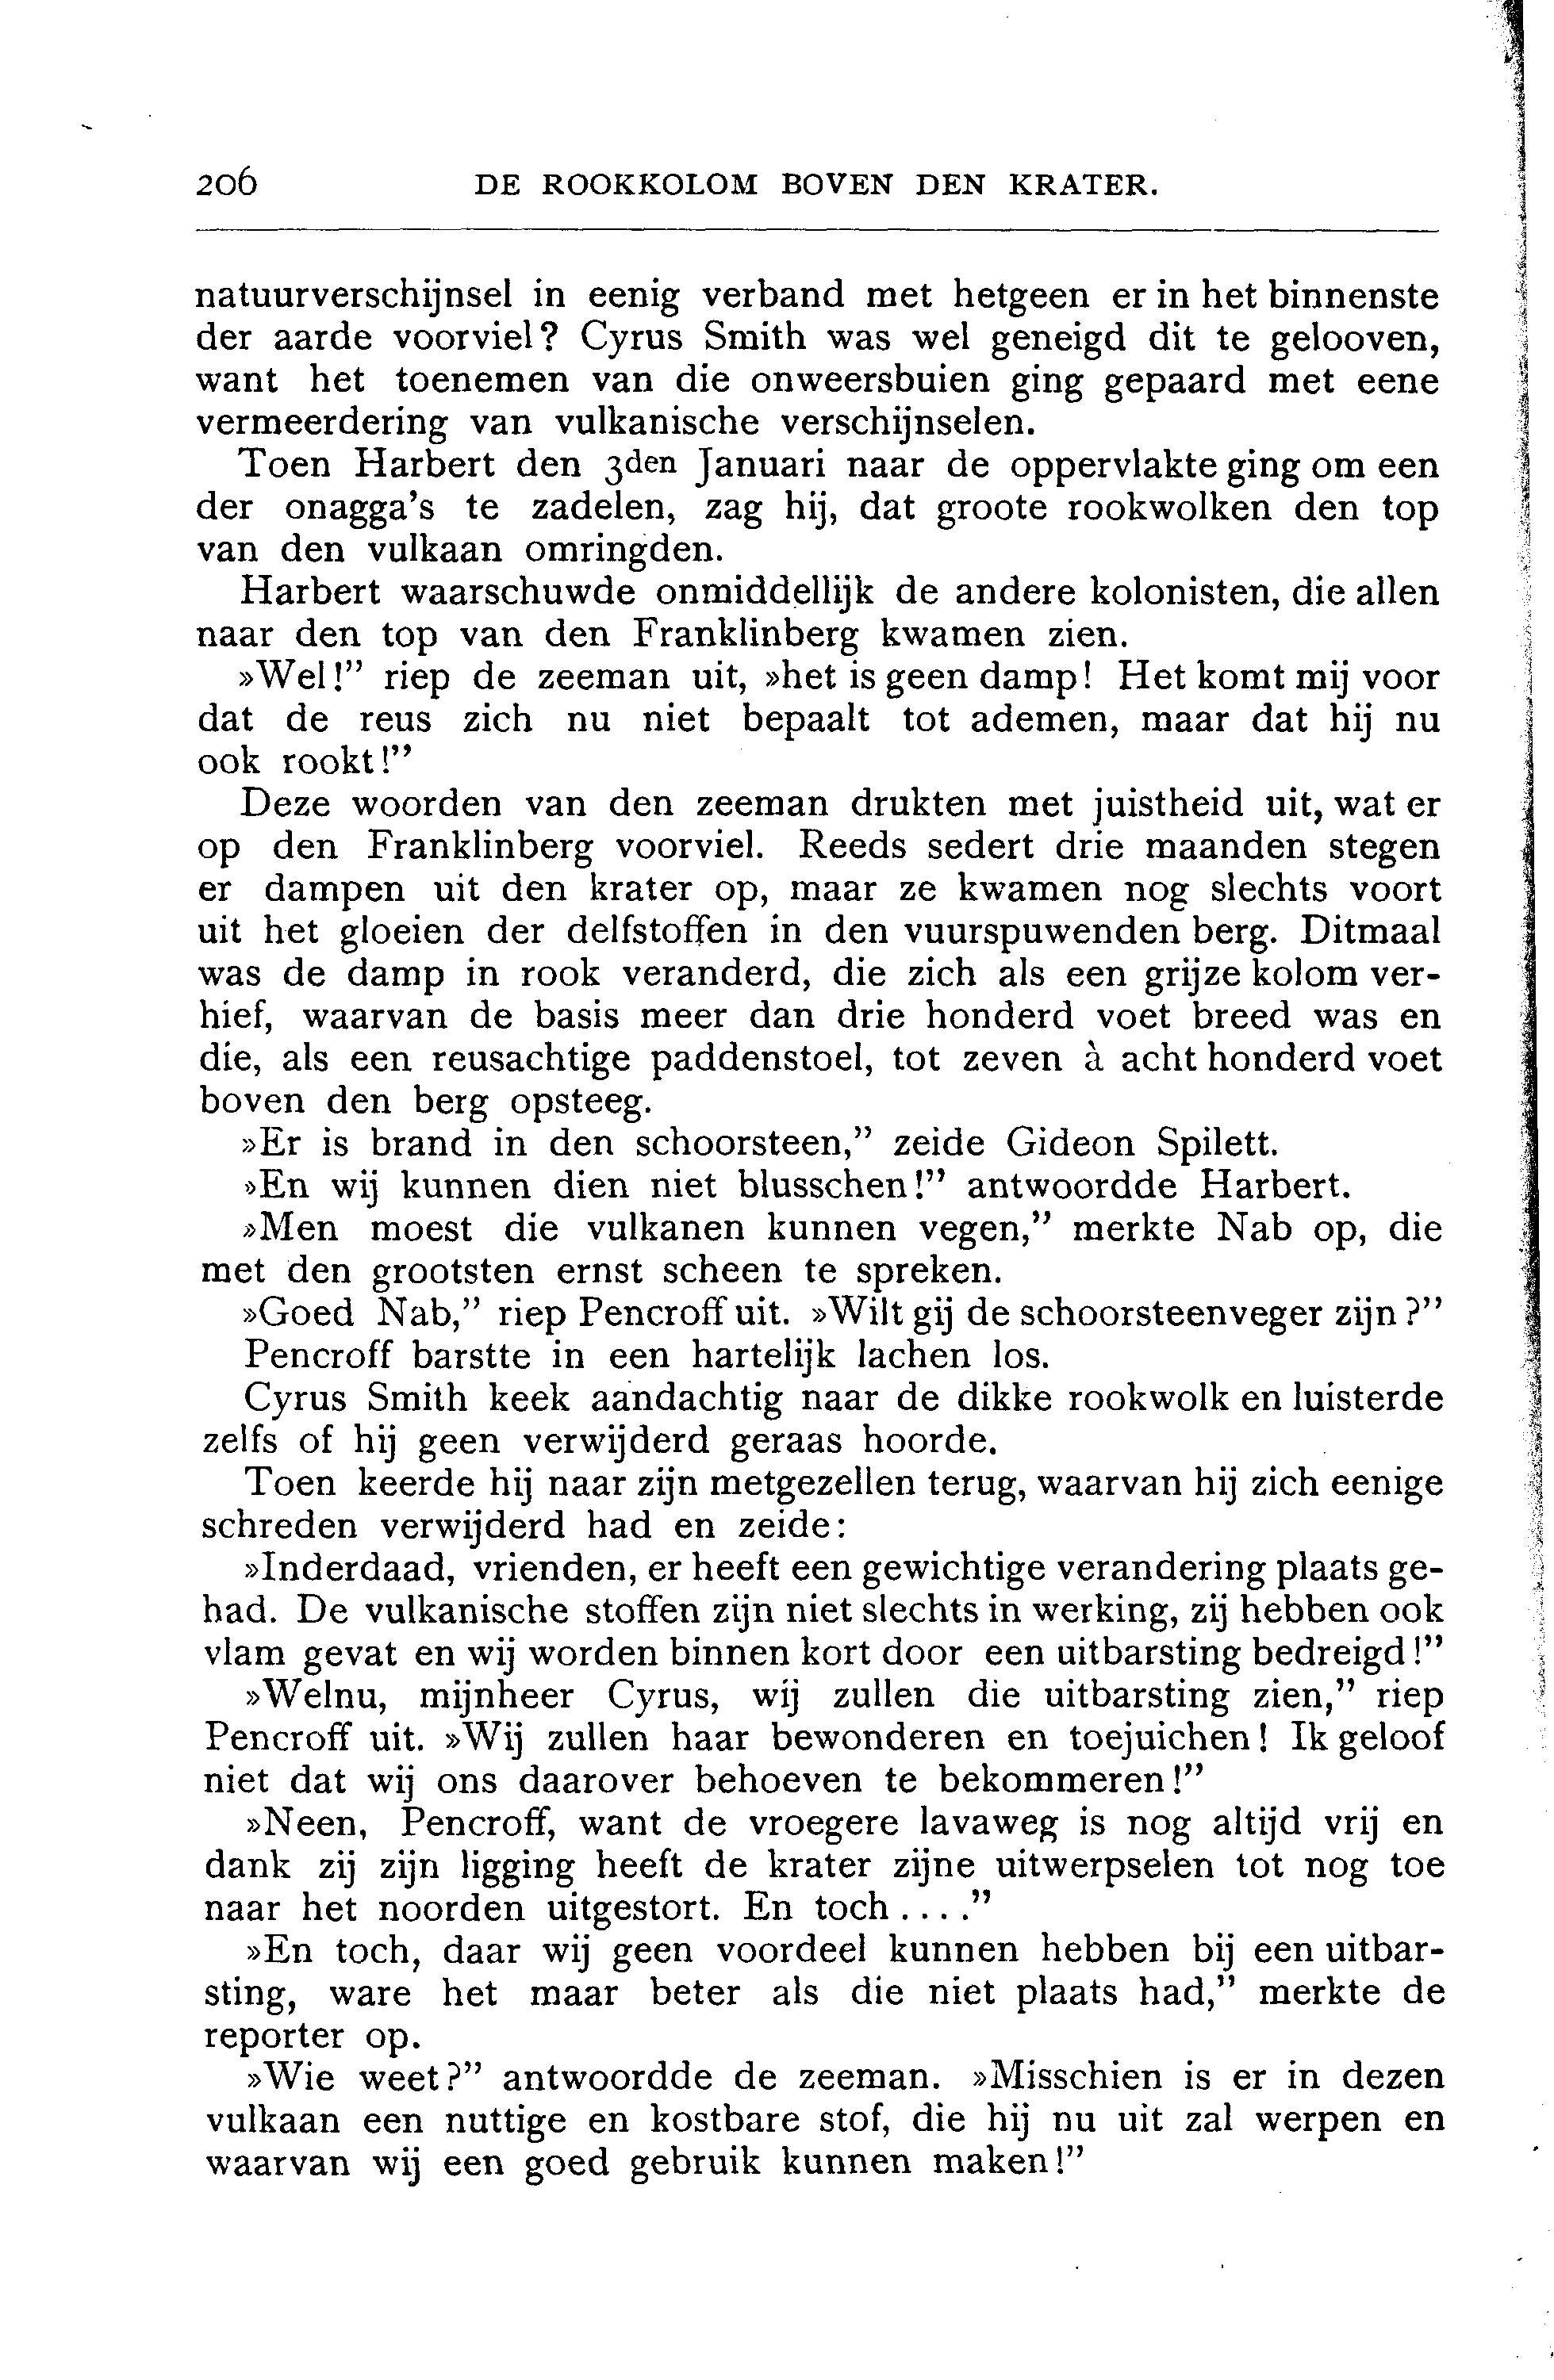 206 DE ROOKKOLOM BOVEN DEN KRATER.
natuurverschijnsel in eenig verband met hetgeen er in het binnenste
der aarde voorviel? Cyrus Smith was wel geneigd dit te gelooven,
want het toenemen van die onweersbuien ging gepaard met eene
vermeerdering van vulkanische verschijnselen.
Toen Harbert den 3den Januari naar de oppervlakte ging om een
der onagga's te zadelen, zag hij, dat groote rookwolken den top
van den vulkaan omringden.
Harbert waarschuwde onmiddellijk de andere kolonisten, die allen
naar den top van den Franklinberg kwamen zien.
»Wel!” riep de zeeman uit, »het is geen damp! Het komt mij voor
dat de reus zich nu niet bepaalt tot ademen, maar dat hij nu
ook rookt!”
Deze woorden van den zeeman drukten met juistheid uit, wat er
op den Franklinberg voorviel. Reeds sedert drie maanden stegen
er dampen uit den krater op, maar ze kwamen nog slechts voort
uit het gloeien der delfstoffen in den vuurspuwenden berg. Ditmaal
was de damp in rook veranderd, die zich als een grijze kolom ver-
hief, waarvan de basis meer dan drie honderd voet breed was en
die, als een reusachtige paddenstoel, tot zeven à acht honderd voet
boven den berg opsteeg.
»Er is brand in den schoorsteen,” zeide Gideon Spilett.
»En wij kunnen dien niet blusschen!” antwoordde Harbert.
»Men moest die vulkanen kunnen vegen,” merkte Nab op, die
met den grootsten ernst scheen te spreken.
»Goed Nab,” riep Pencroff uit. »Wilt gij de schoorsteenveger zijn?”
Pencroff barstte in een hartelijk lachen los.
Cyrus Smith keek aandachtig naar de dikke rookwolk en luisterde
zelfs of hij geen verwijderd geraas hoorde.
Toen keerde hij naar zijn metgezellen terug, waarvan hij zich eenige
schreden verwijderd had en zeide:
»Inderdaad, vrienden, er heeft een gewichtige verandering plaats ge-
had. De vulkanische stoffen zijn niet slechts in werking, zij hebben ook
vlam gevat en wij worden binnen kort door een uitbarsting bedreigd!”
»Welnu, mijnheer Cyrus, wij zullen die uitbarsting zien,” riep
Pencroff uit. »Wij zullen haar bewonderen en toejuichen! Ik geloof
niet dat wij ons daarover behoeven te bekommeren!”
»Neen, Pencroff, want de vroegere lavaweg is nog altijd vrij en
dank zij zijn ligging heeft de krater zijne uitwerpselen tot nog toe
naar het noorden uitgestort. En toch....”
»En toch, daar wij geen voordeel kunnen hebben bij een uitbar-
sting, ware het maar beter als die niet plaats had,” merkte de
reporter op.
»Wie weet?” antwoordde de zeeman. »Misschien is er in dezen
vulkaan een nuttige en kostbare stof, die hij nu uit zal werpen en
waarvan wij een goed gebruik kunnen maken!”